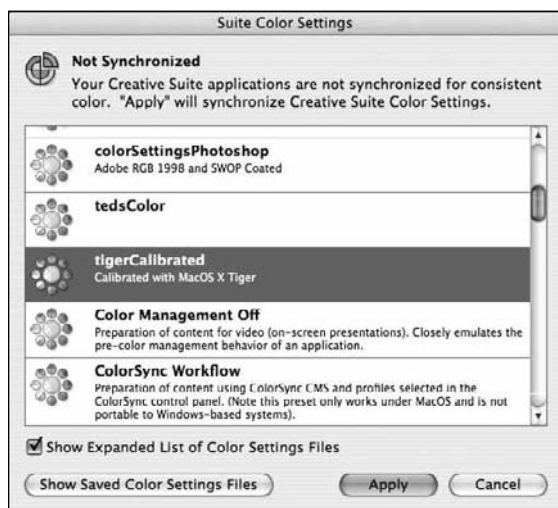 Suite Color Settings
Not Synchronized
Your Creative Suite applications are not synchronized for consistent
color. "Apply" will synchronize Creative Suite Color Settings.
colorSettingsPhotoshop
Adobe RGB 1998 and SWOP Coated
tedsColor
tigerCalibrated
Calibrated with MacOS X Tiger
Color Management Off
Preparation of content for video (on-screen presentations). Closely emulates the
pre-color management behavior of an application.
ColorSync Workflow
Preparation of content using ColorSync CMS and profiles selected in the
ColorSync control panel. (Note this preset only works under MacOS and is not
portable to Windows-based systems).
Show Expanded List of Color Settings Files
Show Saved Color Settings Files
Apply
Cancel